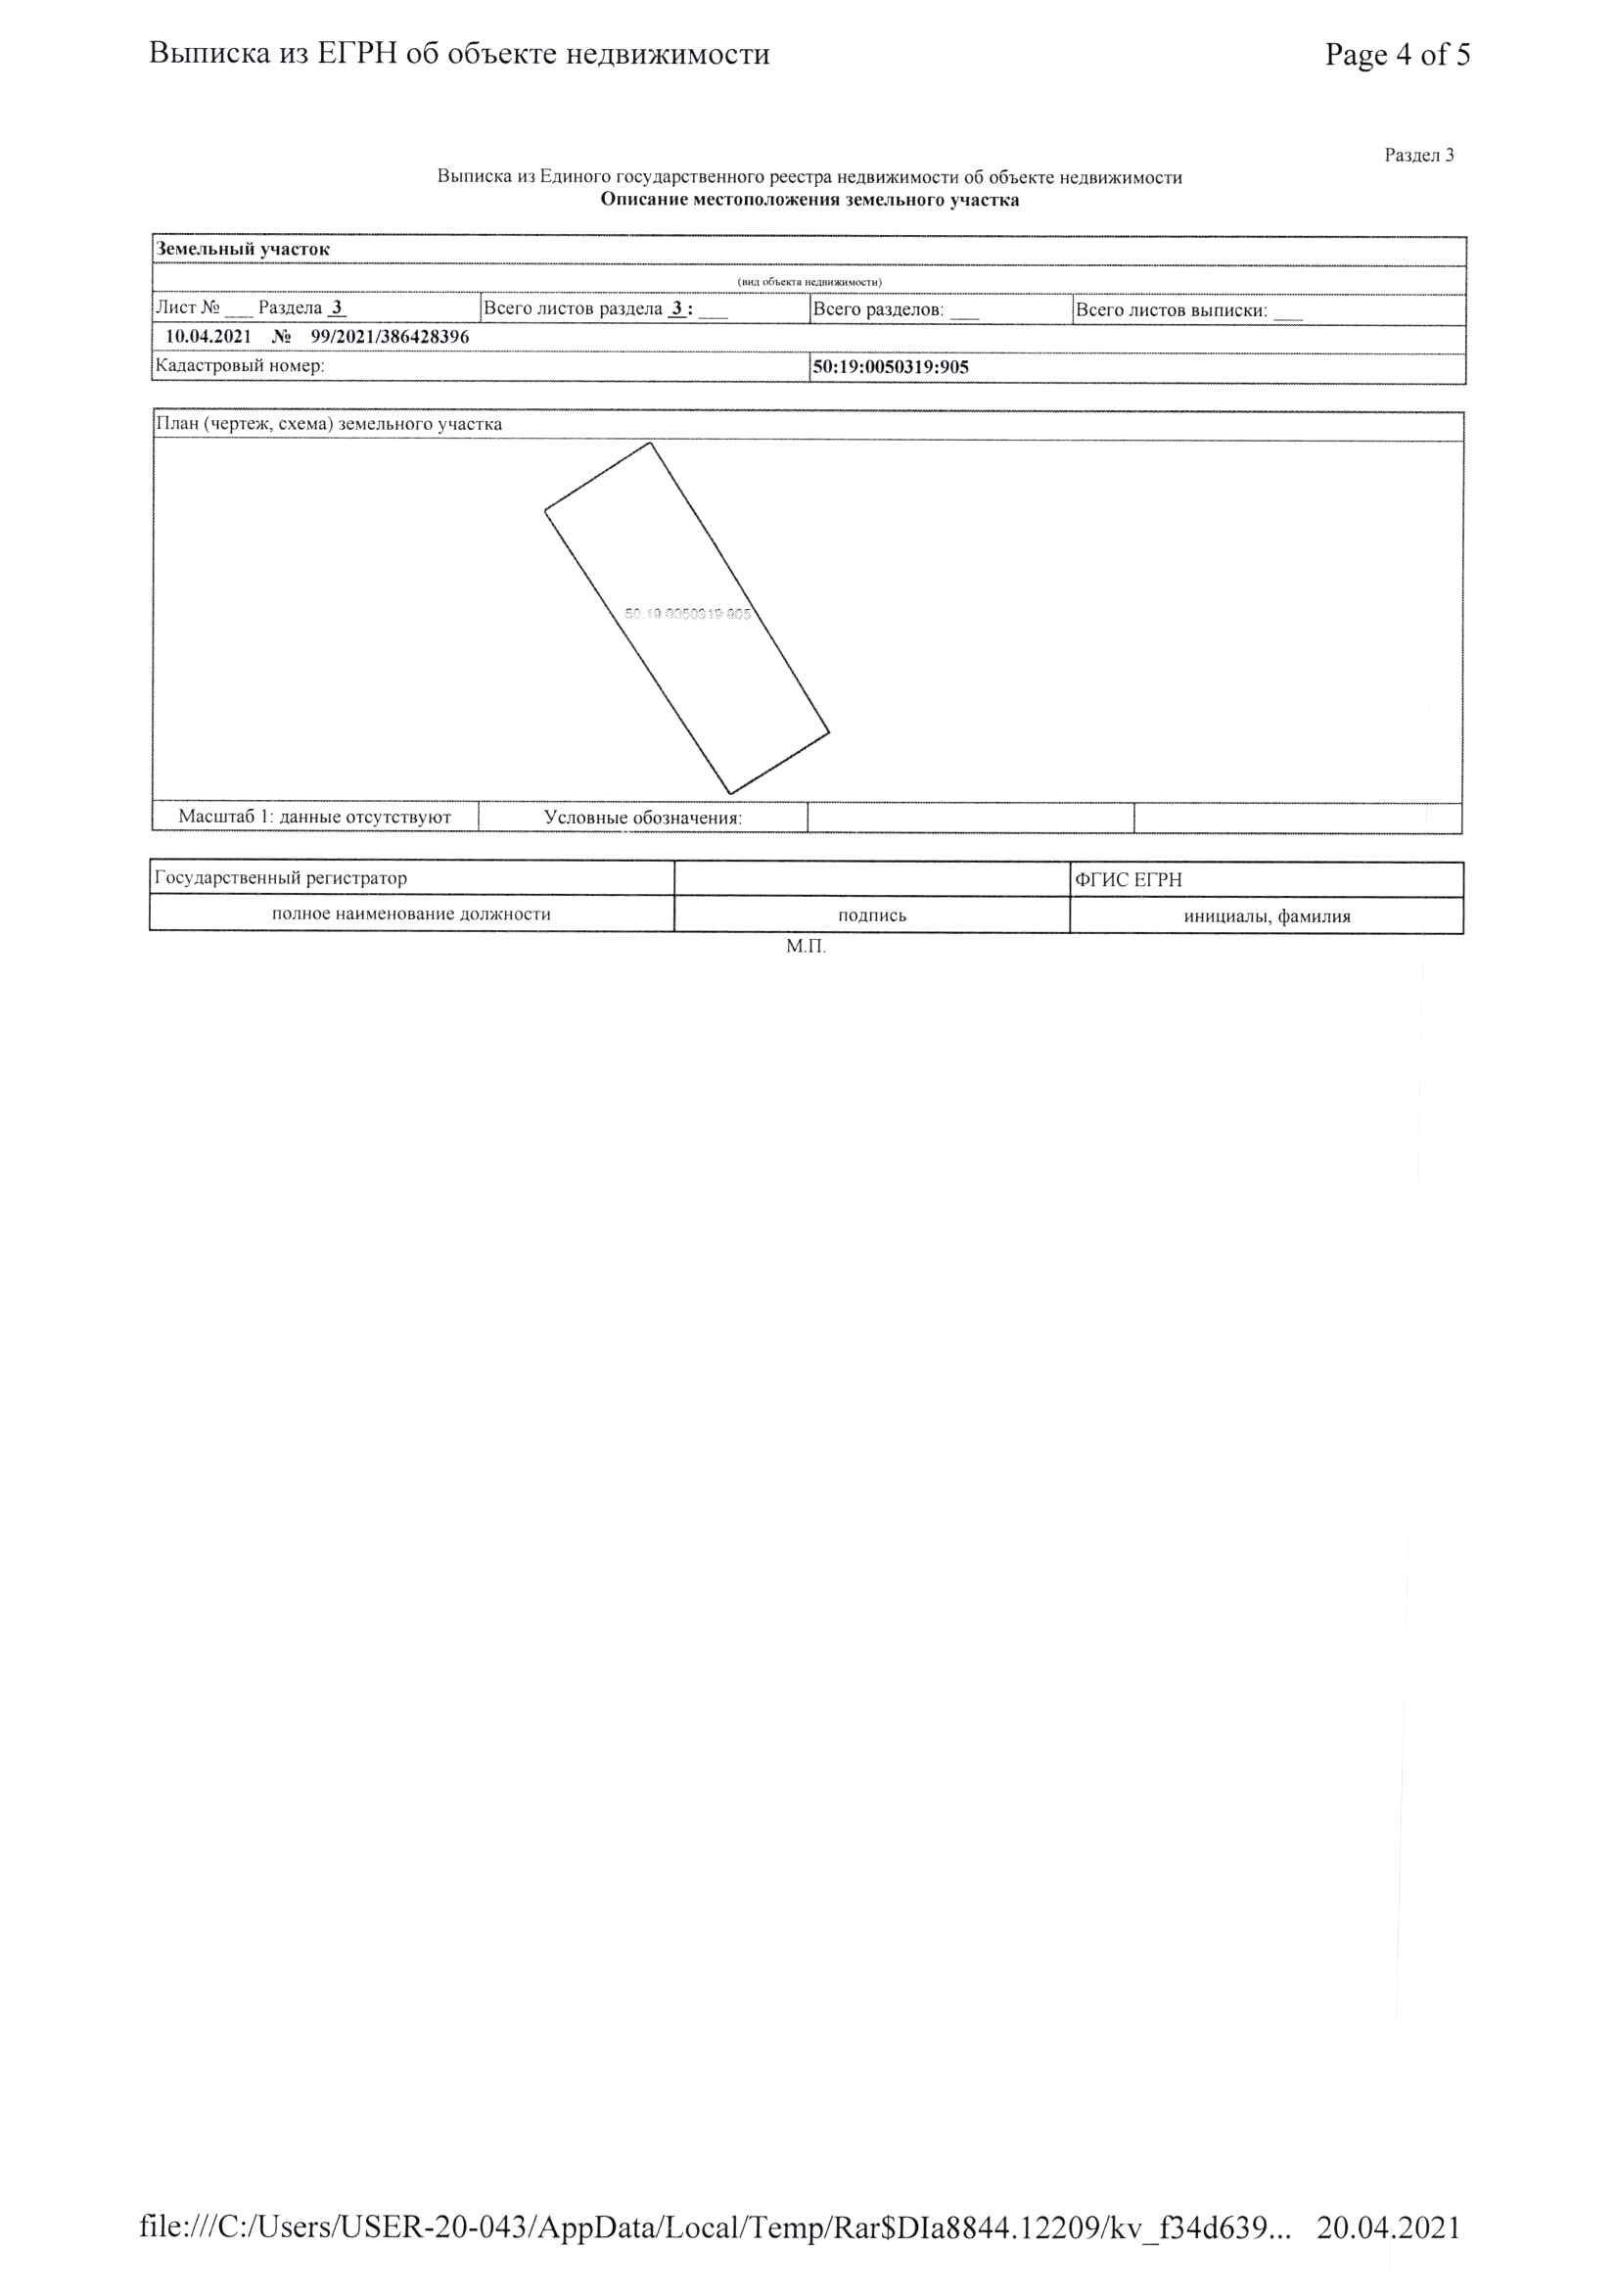 Выписка из ЕГРН об объекте недвижимости Page 4 of 5
Раздел 3
Выписка из Единого государственного реестра недвижимости об объекте недвижимости
Описание местоположения земельного участка
Земельный участок
(вид объекта недвижимости)
Лист № ___ Раздела 3 Всего листов раздела 3 : ___ Всего разделов: ___ Всего листов выписки: ___
10.04.2021 № 99/2021/386428396
Кадастровый номер: 50:19:0050319:905
План (чертеж, схема) земельного участка
50:19:0050319:905
Масштаб 1: данные отсутствуют Условные обозначения:
Государственный регистратор ФГИС ЕГРН
полное наименование должности подпись инициалы, фамилия
М.П.
file:///C:/Users/USER-20-043/AppData/Local/Temp/Rar$DIa8844.12209/kv_f34d639... 20.04.2021